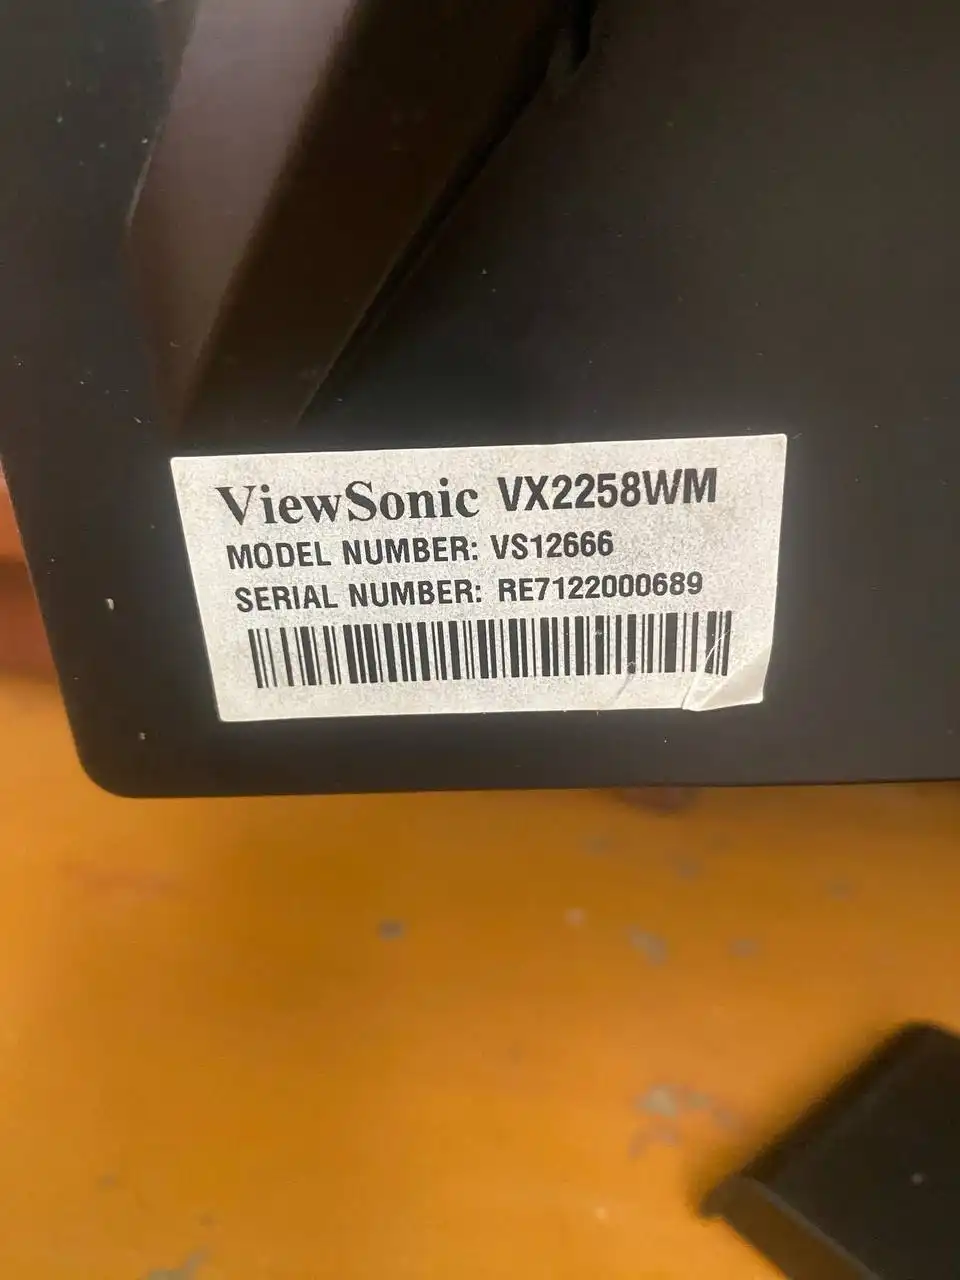 ViewSonic VX2258WM
MODEL NUMBER: VS12666
SERIAL NUMBER: RE7122000689